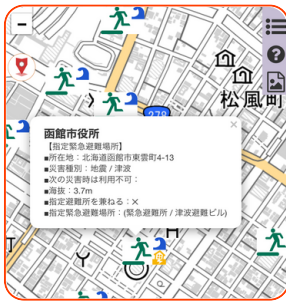 −
松風町
278
函館市役所
×
【指定緊急避難場所】
■所在地：北海道函館市東雲町4-13
■災害種別：地震 / 津波
■次の災害時は利用不可：
■海抜：3.7m
■指定避難所を兼ねる：×
■指定緊急避難場所：(緊急避難所 / 津波避難ビル)
町